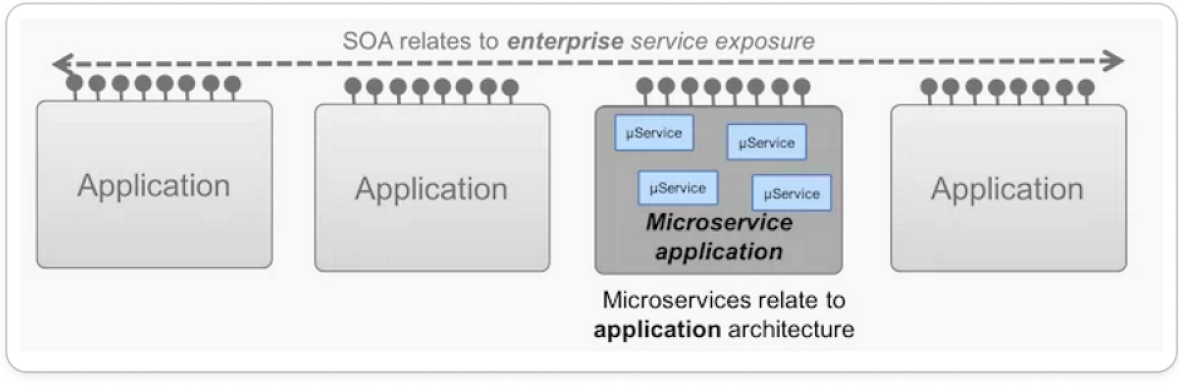 SOA relates to enterprise service exposure
Application
Application
µService
µService
µService
µService
Microservice
application
Application
Microservices relate to
application architecture